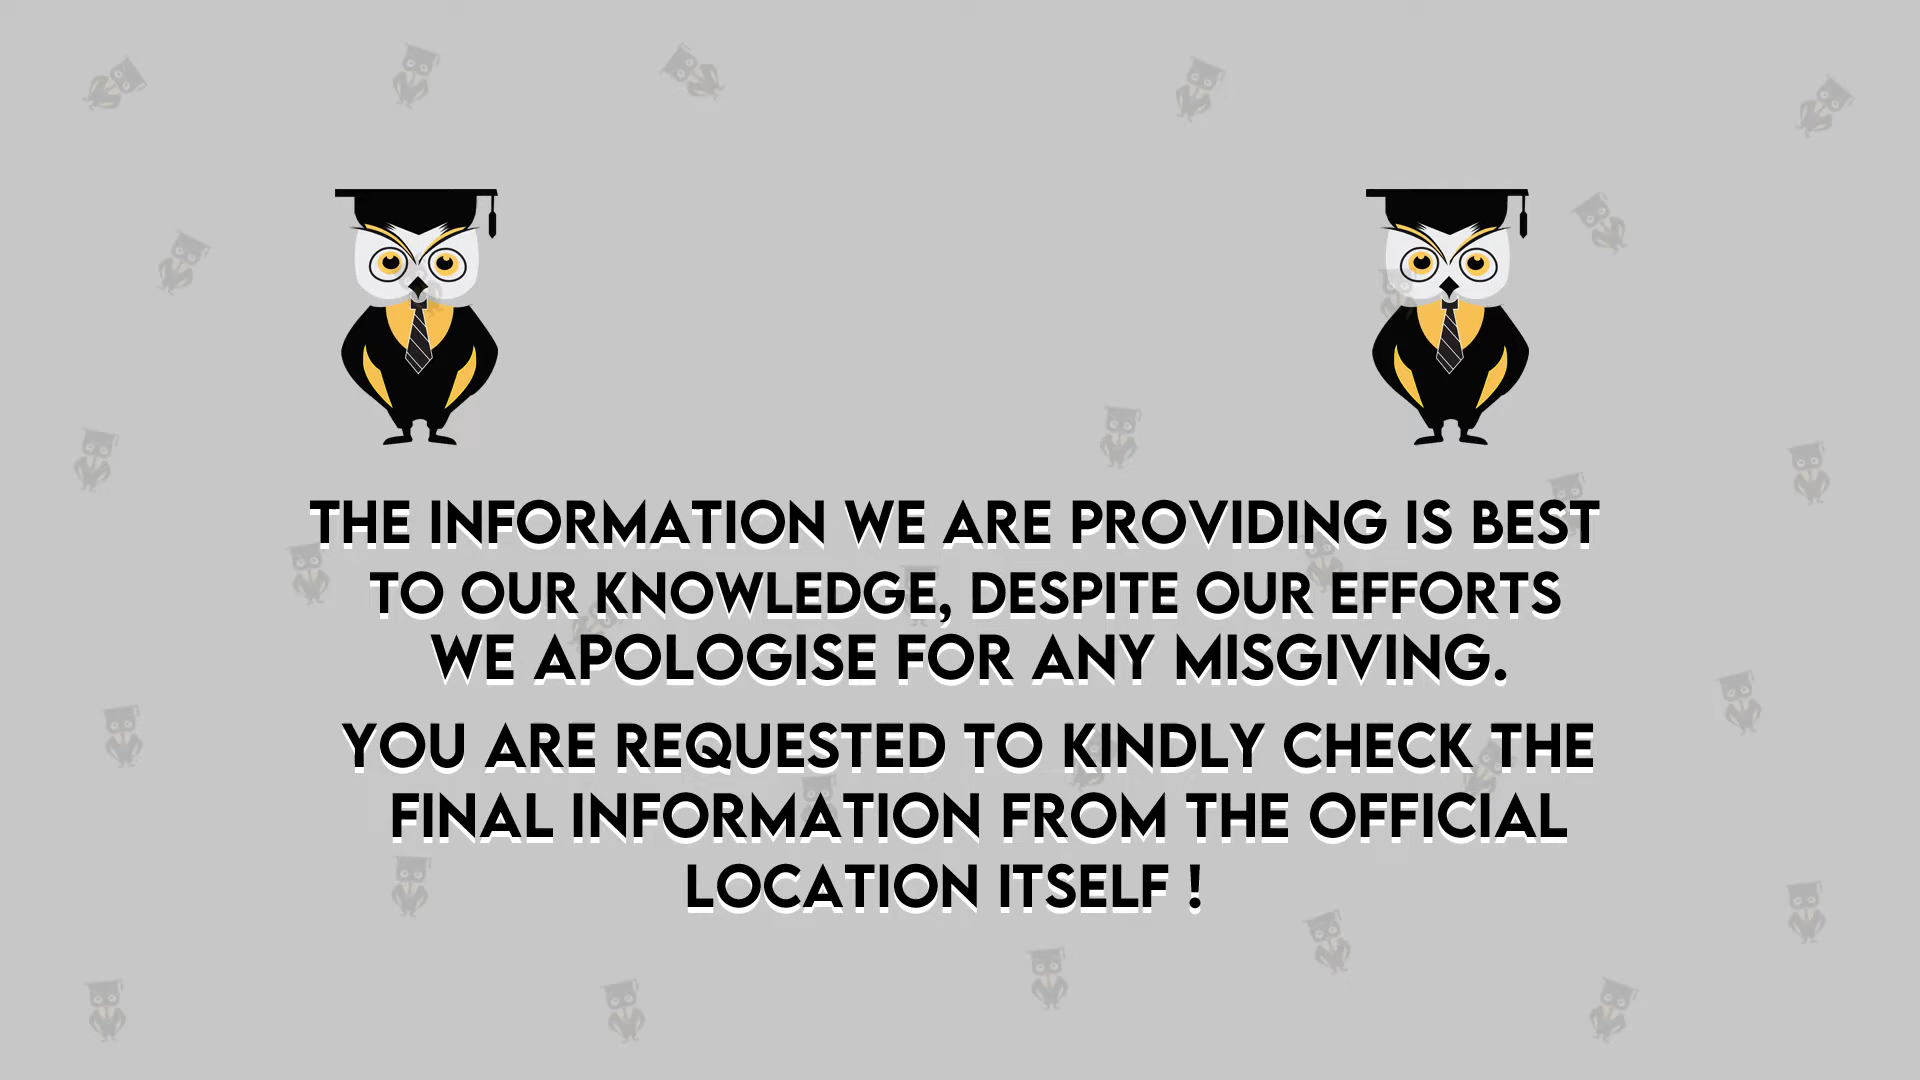 THE INFORMATION WE ARE PROVIDING IS BEST
TO OUR KNOWLEDGE, DESPITE OUR EFFORTS
WE APOLOGISE FOR ANY MISGIVING.
YOU ARE REQUESTED TO KINDLY CHECK THE
FINAL INFORMATION FROM THE OFFICIAL
LOCATION ITSELF !